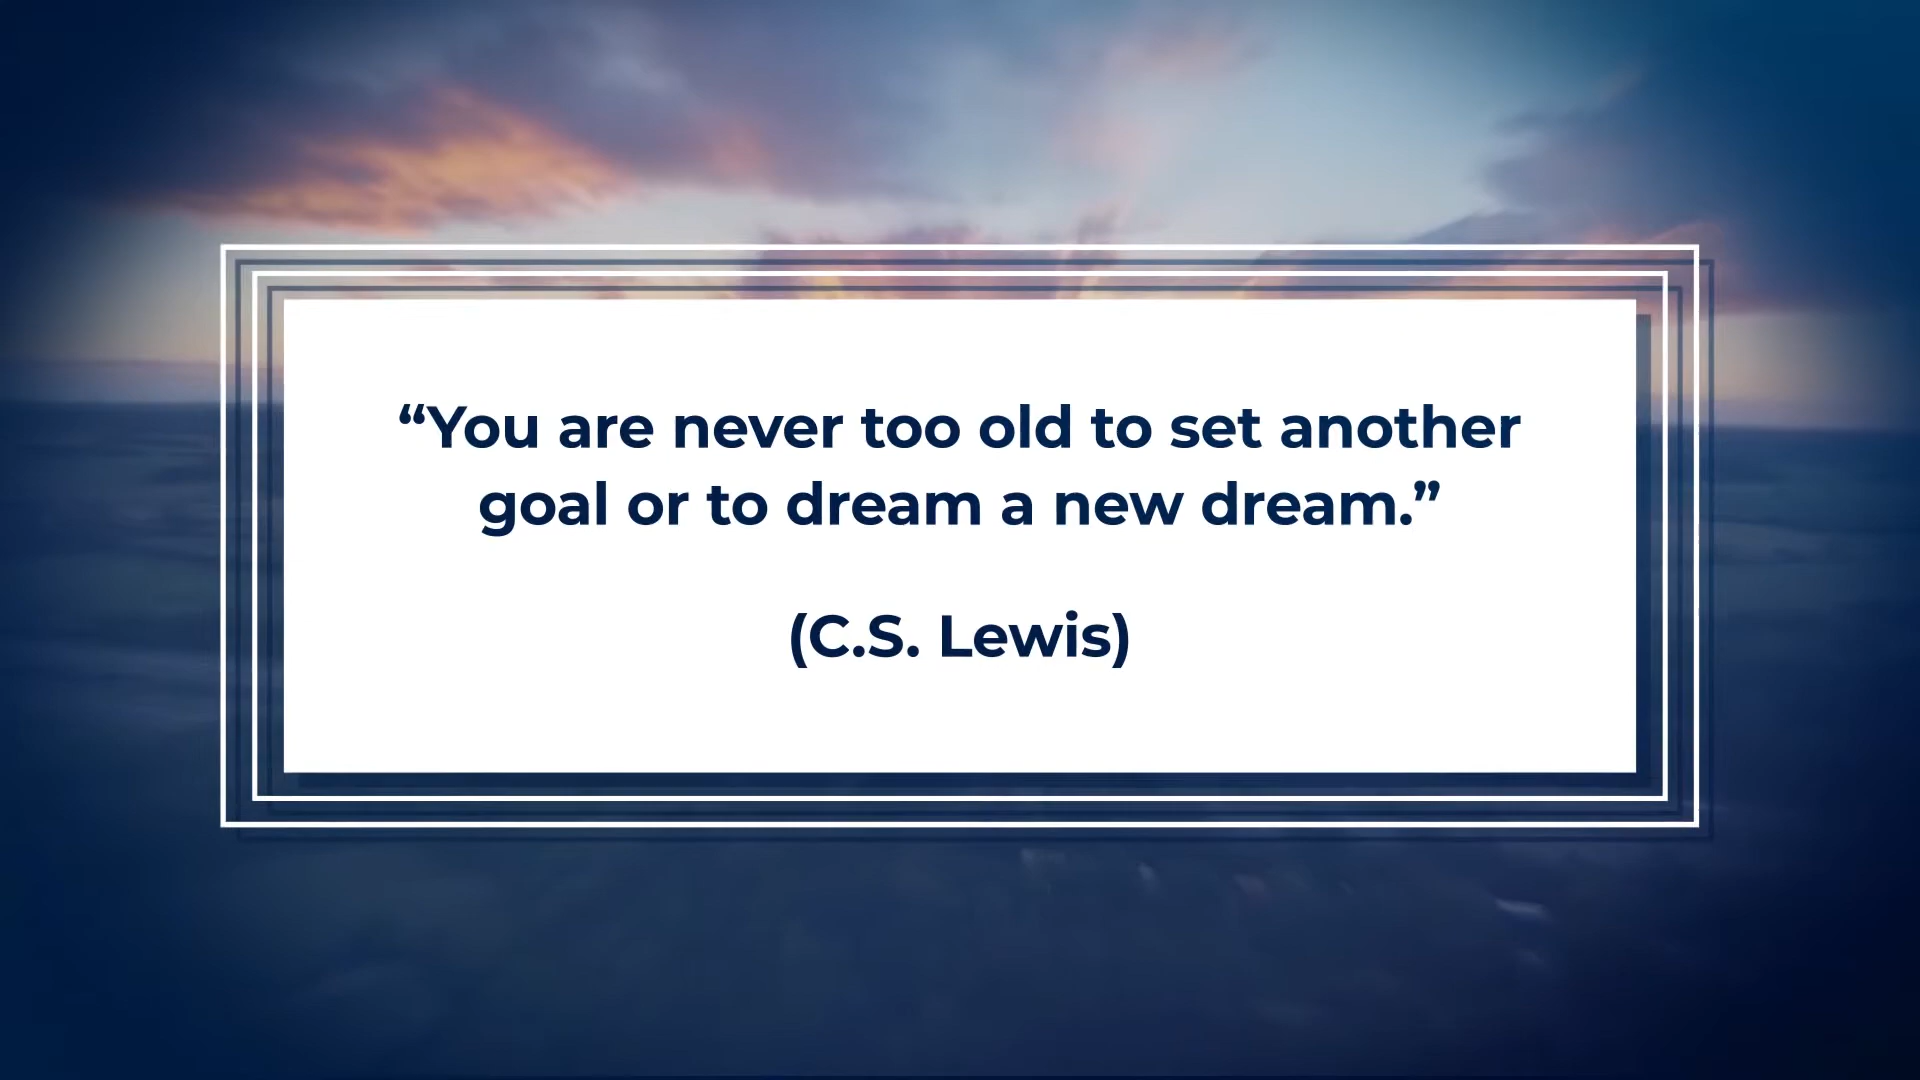 “You are never too old to set another
goal or to dream a new dream.”
(C.S. Lewis)